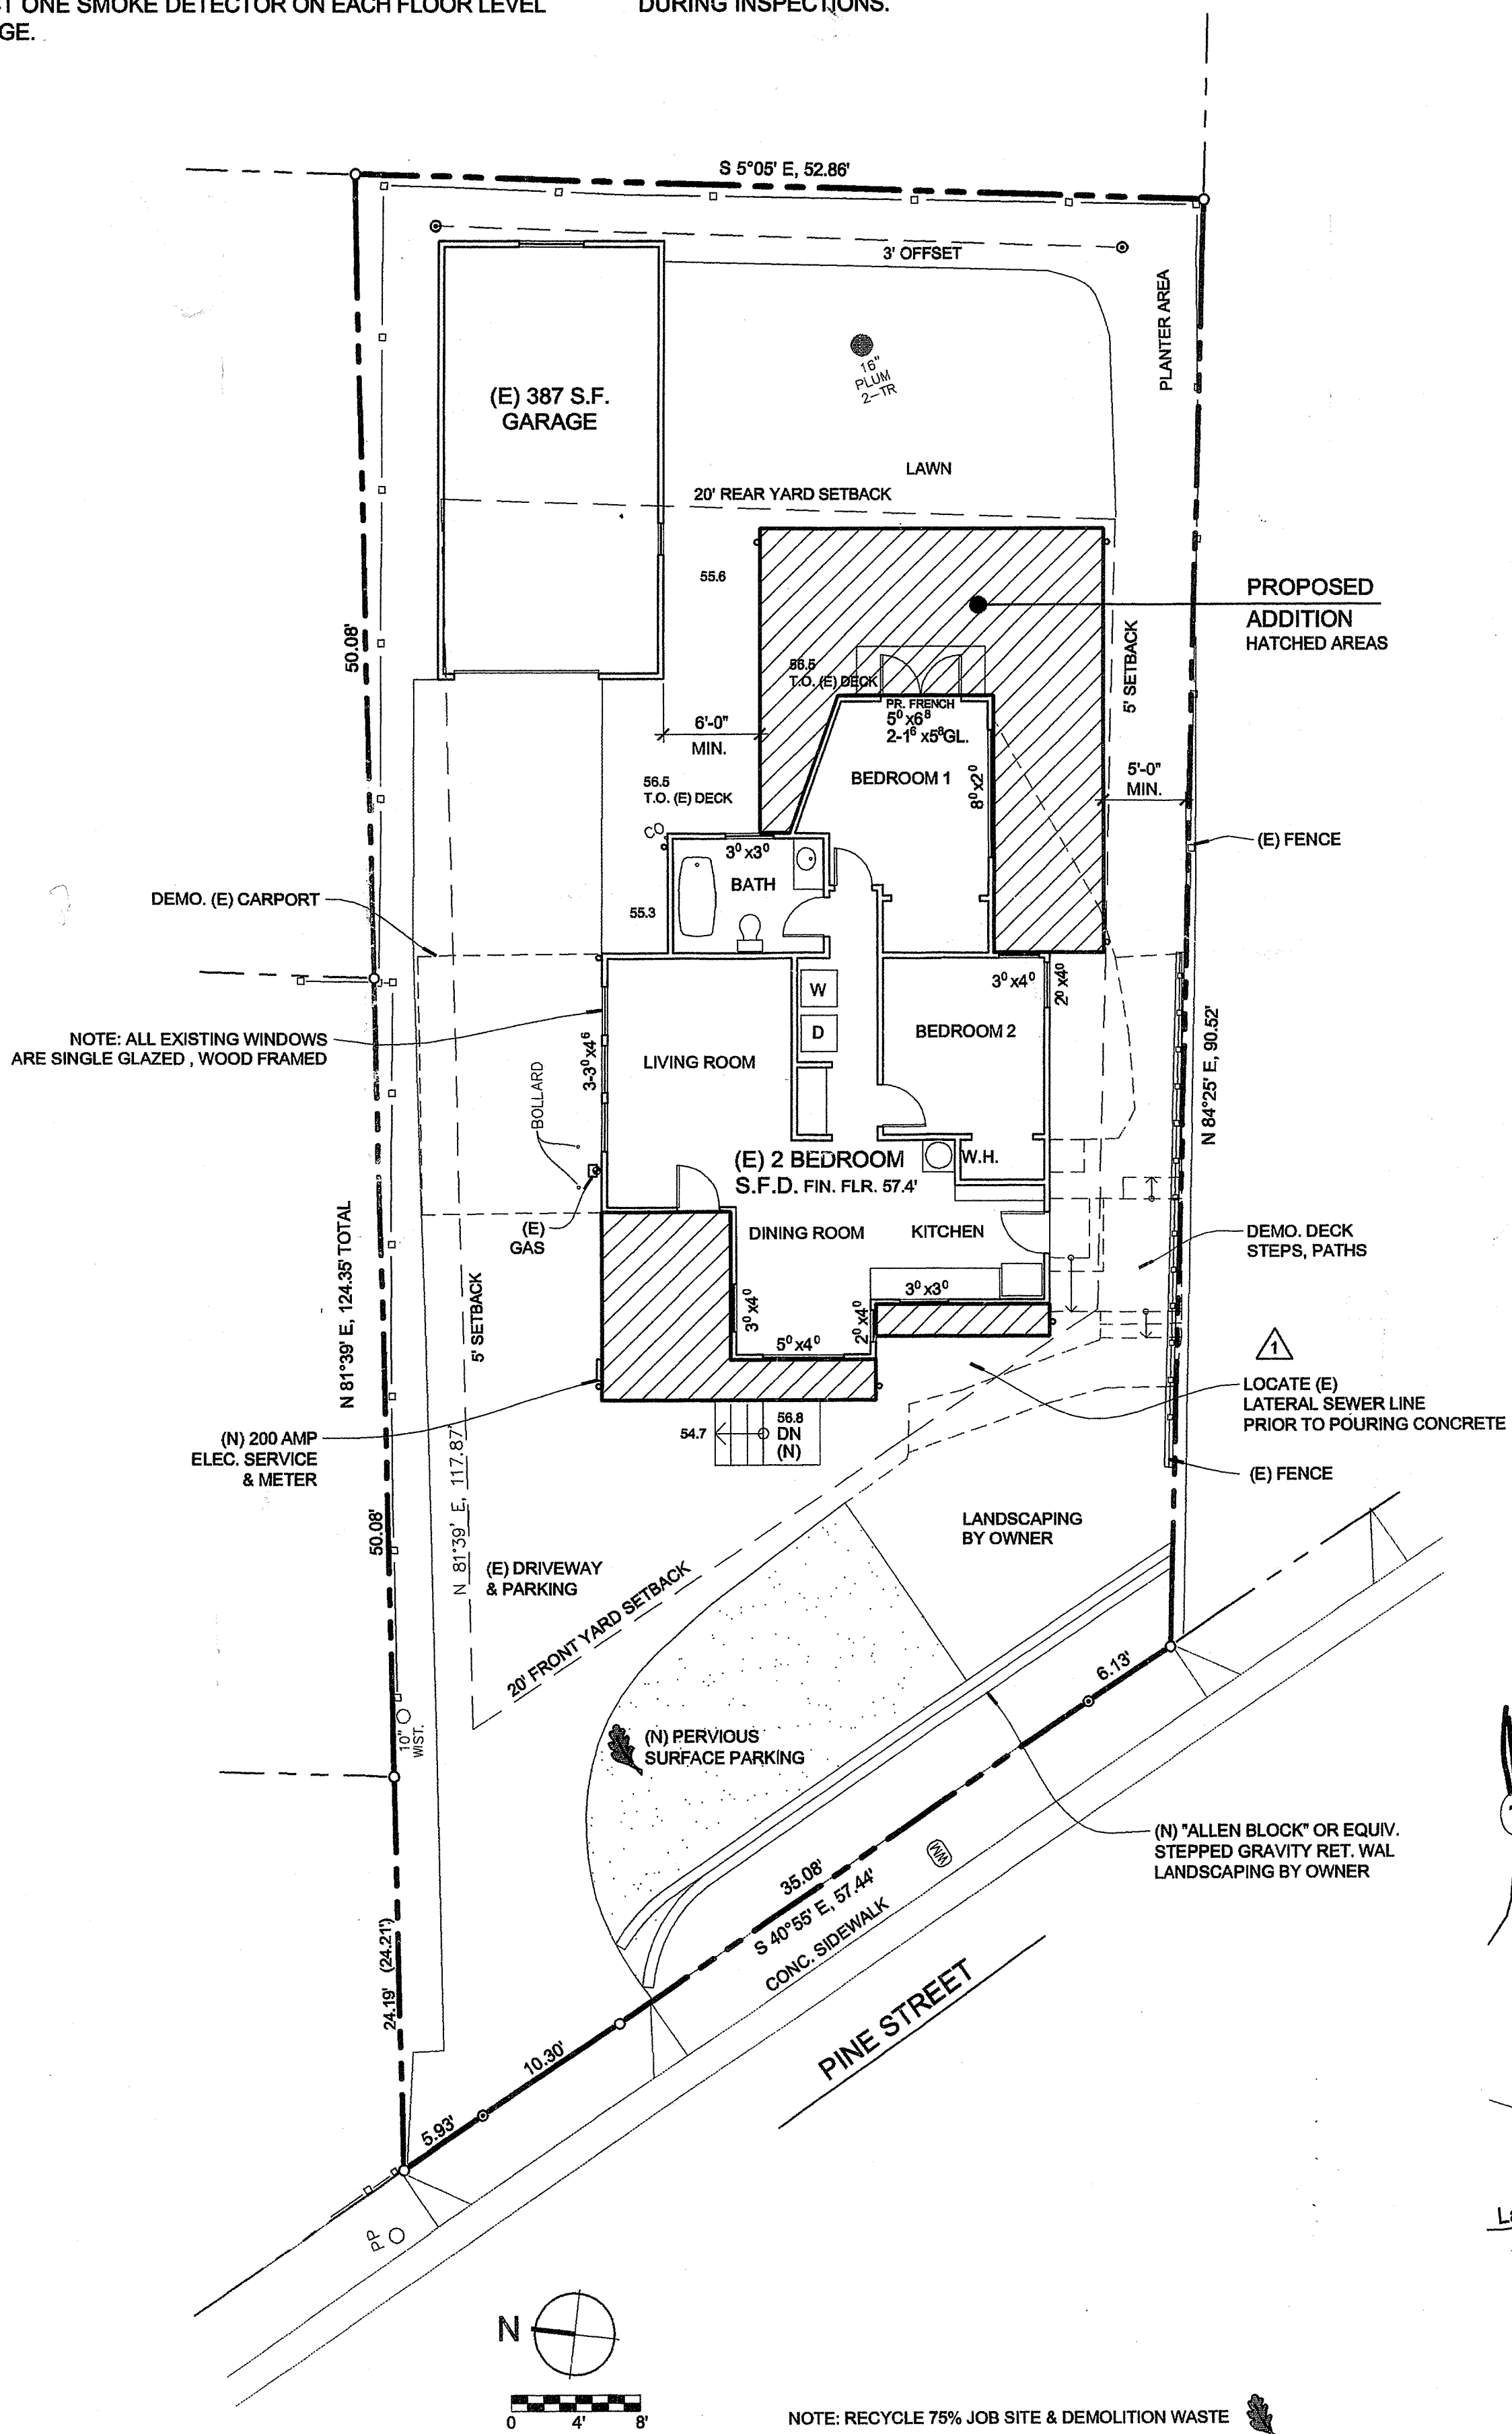 T ONE SMOKE DETECTOR ON EACH FLOOR LEVEL
GE.
DURING INSPECTIONS.
S 5°05' E, 52.86'
3' OFFSET
PLANTER AREA
16"
PLUM
2-TR
(E) 387 S.F.
GARAGE
LAWN
20' REAR YARD SETBACK
55.6
PROPOSED
ADDITION
HATCHED AREAS
50.08'
5' SETBACK
56.5
T.O. (E) DECK
PR. FRENCH
5⁰ x6⁸
2-1⁶ x5⁸GL.
6'-0"
MIN.
BEDROOM 1
8⁰x2⁰
5'-0"
MIN.
56.5
T.O. (E) DECK
CO
3⁰ x3⁰
BATH
(E) FENCE
DEMO. (E) CARPORT
55.3
W
3⁰x4⁰
2⁰ x4⁰
D
BEDROOM 2
NOTE: ALL EXISTING WINDOWS
ARE SINGLE GLAZED , WOOD FRAMED
3-3⁰x4⁶
LIVING ROOM
N 84°25' E, 90.52'
BOLLARD
(E) 2 BEDROOM
S.F.D. FIN. FLR. 57.4'
W.H.
(E)
GAS
DINING ROOM
KITCHEN
DEMO. DECK
STEPS, PATHS
N 81°39' E, 124.35' TOTAL
5' SETBACK
3⁰x4⁰
5⁰x4⁰
2⁰x4⁰
3⁰x3⁰
1
LOCATE (E)
LATERAL SEWER LINE
PRIOR TO POURING CONCRETE
(N) 200 AMP
ELEC. SERVICE
& METER
54.7
56.8
DN
(N)
(E) FENCE
N 81°39' E, 117.87'
50.08'
LANDSCAPING
BY OWNER
(E) DRIVEWAY
& PARKING
20' FRONT YARD SETBACK
10"
WIST.
(N) PERVIOUS
SURFACE PARKING
6.13'
(N) "ALLEN BLOCK" OR EQUIV.
STEPPED GRAVITY RET. WAL
LANDSCAPING BY OWNER
WM
35.08'
S 40°55' E, 57.44'
CONC. SIDEWALK
24.19' (24.21')
PINE STREET
10.30'
5.93'
PP
N
0 4' 8'
NOTE: RECYCLE 75% JOB SITE & DEMOLITION WASTE